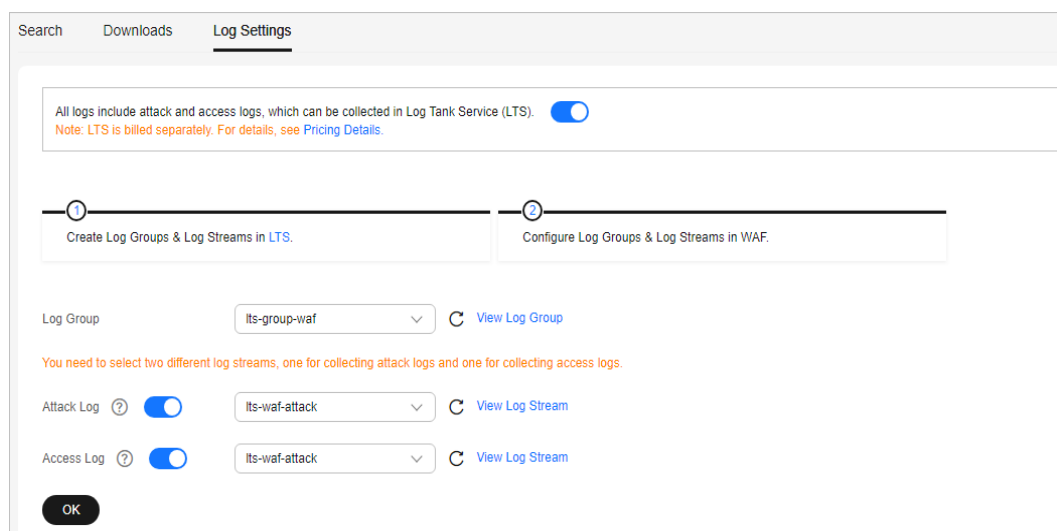 Search Downloads Log Settings
All logs include attack and access logs, which can be collected in Log Tank Service (LTS).
Note: LTS is billed separately. For details, see Pricing Details.
1 2
Create Log Groups & Log Streams in LTS. Configure Log Groups & Log Streams in WAF.
Log Group lts-group-waf View Log Group
You need to select two different log streams, one for collecting attack logs and one for collecting access logs.
Attack Log ? lts-waf-attack View Log Stream
Access Log ? lts-waf-attack View Log Stream
OK